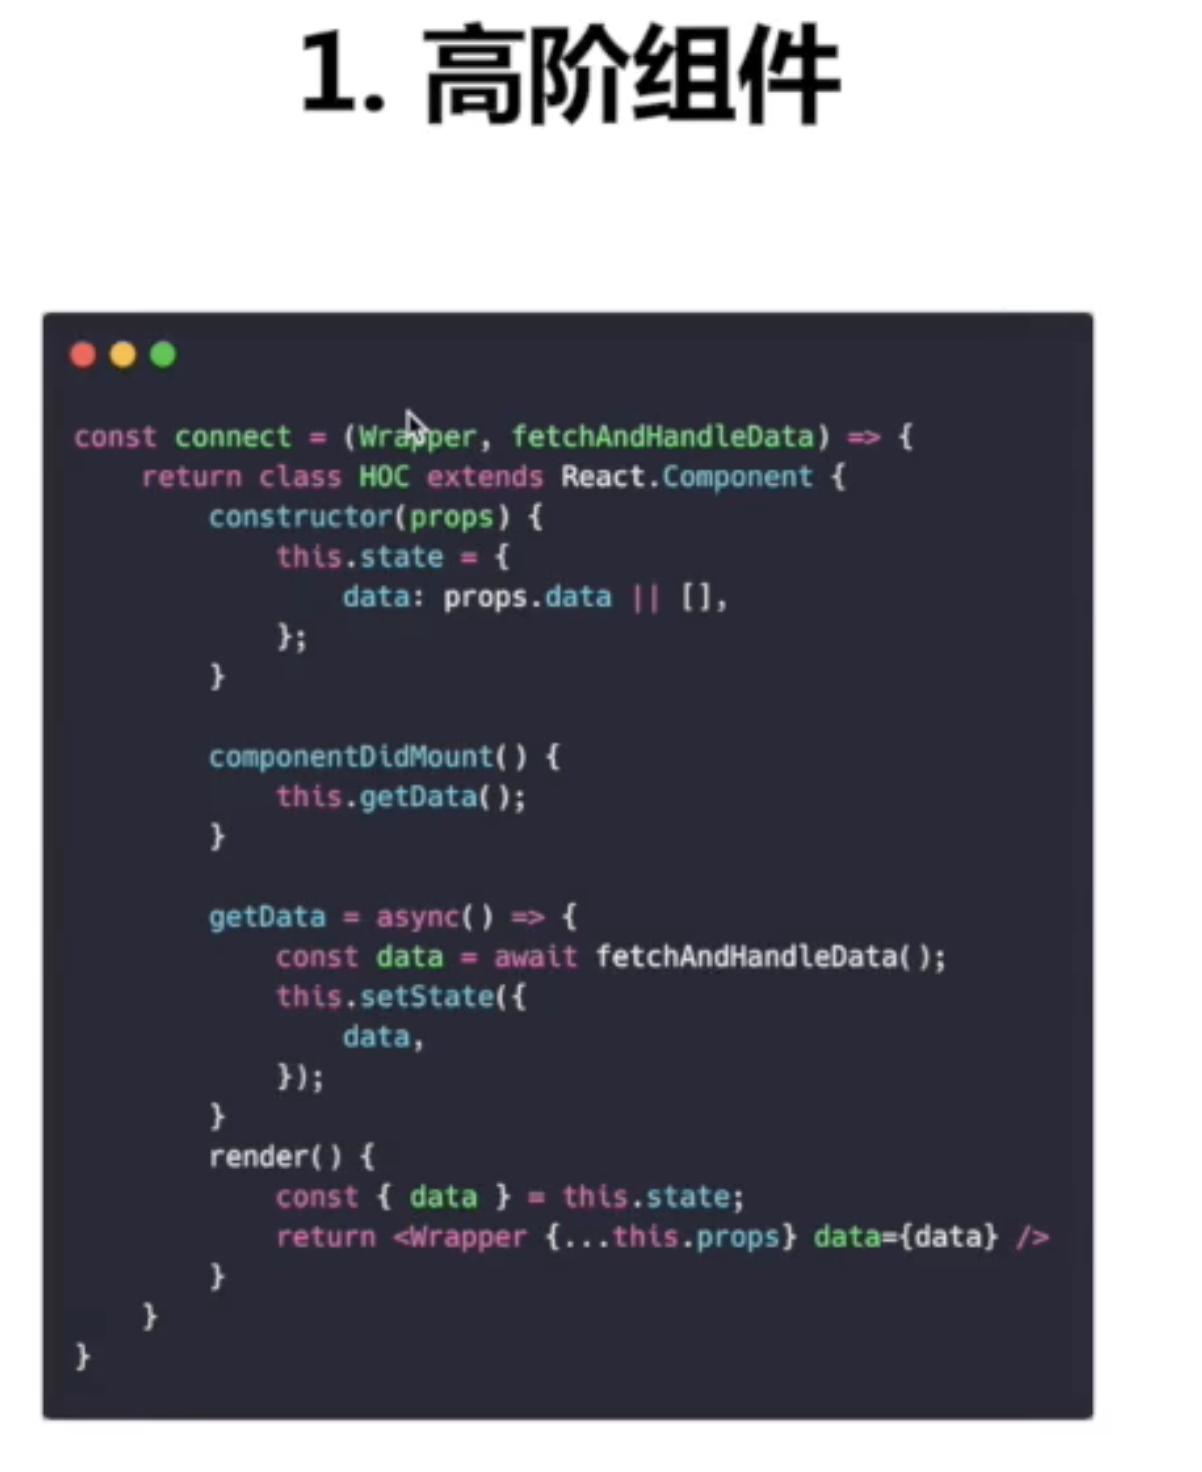 1. 高阶组件
const connect = (Wrapper, fetchAndHandleData) => {
    return class HOC extends React.Component {
        constructor(props) {
            this.state = {
                data: props.data || [],
            };
        }

        componentDidMount() {
            this.getData();
        }

        getData = async() => {
            const data = await fetchAndHandleData();
            this.setState({
                data,
            });
        }
        render() {
            const { data } = this.state;
            return <Wrapper {...this.props} data={data} />
        }
    }
}